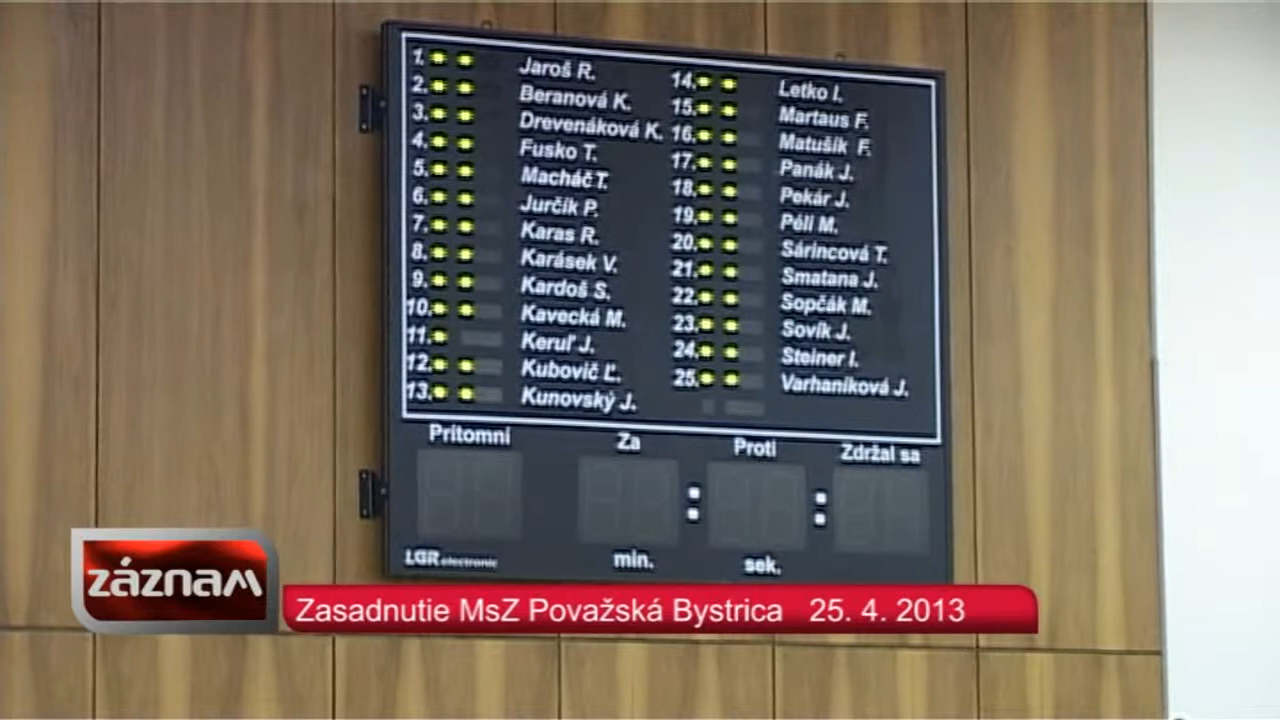 1. Jaroš R.
2. Beranová K.
3. Drevenáková K.
4. Fusko T.
5. Macháč T.
6. Jurčík P.
7. Karas R.
8. Karásek V.
9. Kardoš S.
10. Kavecká M.
11. Keruľ J.
12. Kubovič Ľ.
13. Kunovský J.
14. Letko I.
15. Martaus F.
16. Matušík F.
17. Panák J.
18. Pekár J.
19. Péli M.
20. Sárincová T.
21. Smatana J.
22. Sopčák M.
23. Sovík J.
24. Steiner I.
25. Varhaníková J.
Prítomní Za Proti Zdržal sa
LGR electronic min. sek.
záznam
Zasadnutie MsZ Považská Bystrica 25. 4. 2013